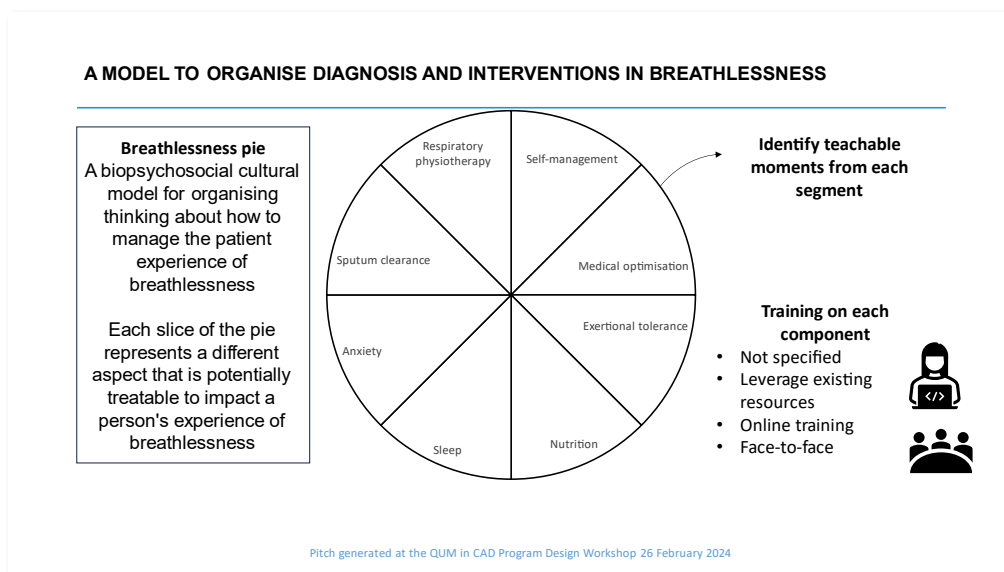 A MODEL TO ORGANISE DIAGNOSIS AND INTERVENTIONS IN BREATHLESSNESS
Breathlessness pie
A biopsychosocial cultural
model for organising
thinking about how to
manage the patient
experience of
breathlessness
Each slice of the pie
represents a different
aspect that is potentially
treatable to impact a
person's experience of
breathlessness
Respiratory
physiotherapy
Self-management
Sputum clearance
Medical optimisation
Anxiety
Exertional tolerance
Sleep
Nutrition
Identify teachable
moments from each
segment
Training on each
component
• Not specified
• Leverage existing
resources
• Online training
• Face-to-face
</>
Pitch generated at the QUM in CAD Program Design Workshop 26 February 2024